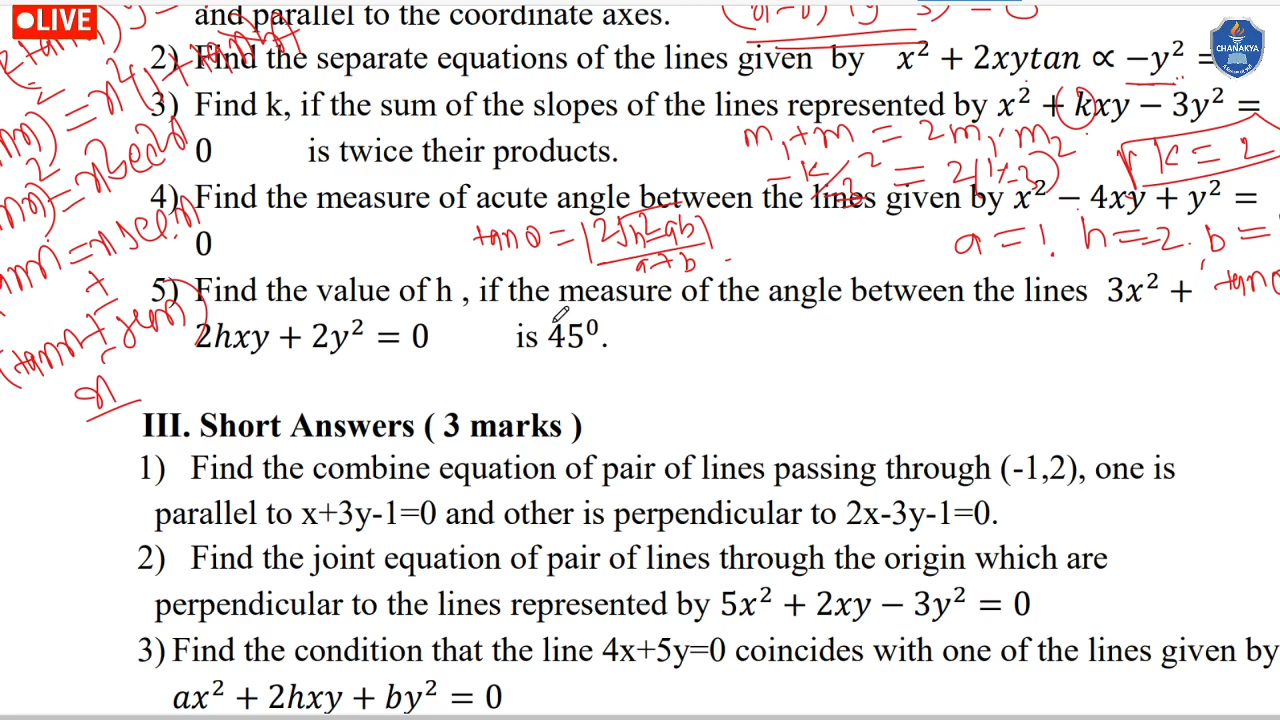 LIVE
and parallel to the coordinate axes.
CHANAKYA
2) Find the separate equations of the lines given by x² + 2xytan ∝ −y² =
3) Find k, if the sum of the slopes of the lines represented by x² + kxy − 3y² =
0 is twice their products.
m₁+m = 2m₁·m₂
k = 2
4) Find the measure of acute angle between the lines given by x² − 4xy + y² =
0
tanθ = |2√h²−ab/a+b|
a = 1. h = −2. b =
5) Find the value of h , if the measure of the angle between the lines 3x² +
2hxy + 2y² = 0 is 45⁰.
III. Short Answers ( 3 marks )
1) Find the combine equation of pair of lines passing through (-1,2), one is
parallel to x+3y-1=0 and other is perpendicular to 2x-3y-1=0.
2) Find the joint equation of pair of lines through the origin which are
perpendicular to the lines represented by 5x² + 2xy − 3y² = 0
3) Find the condition that the line 4x+5y=0 coincides with one of the lines given by
ax² + 2hxy + by² = 0